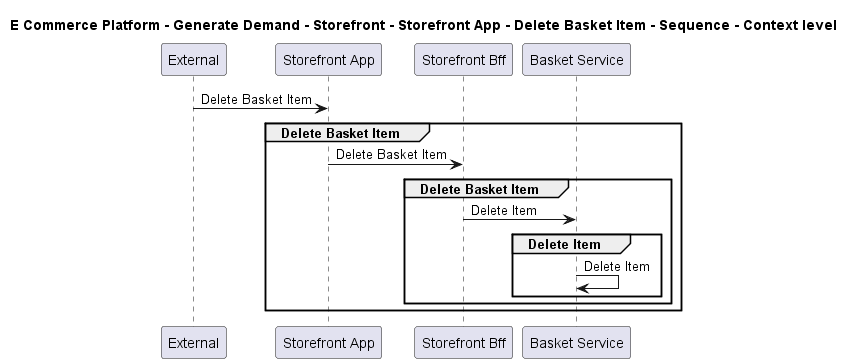 E Commerce Platform - Generate Demand - Storefront - Storefront App - Delete Basket Item - Sequence - Context level
External Storefront App Storefront Bff Basket Service
Delete Basket Item
Delete Basket Item
Delete Basket Item
Delete Basket Item
Delete Item
Delete Item
Delete Item
External Storefront App Storefront Bff Basket Service